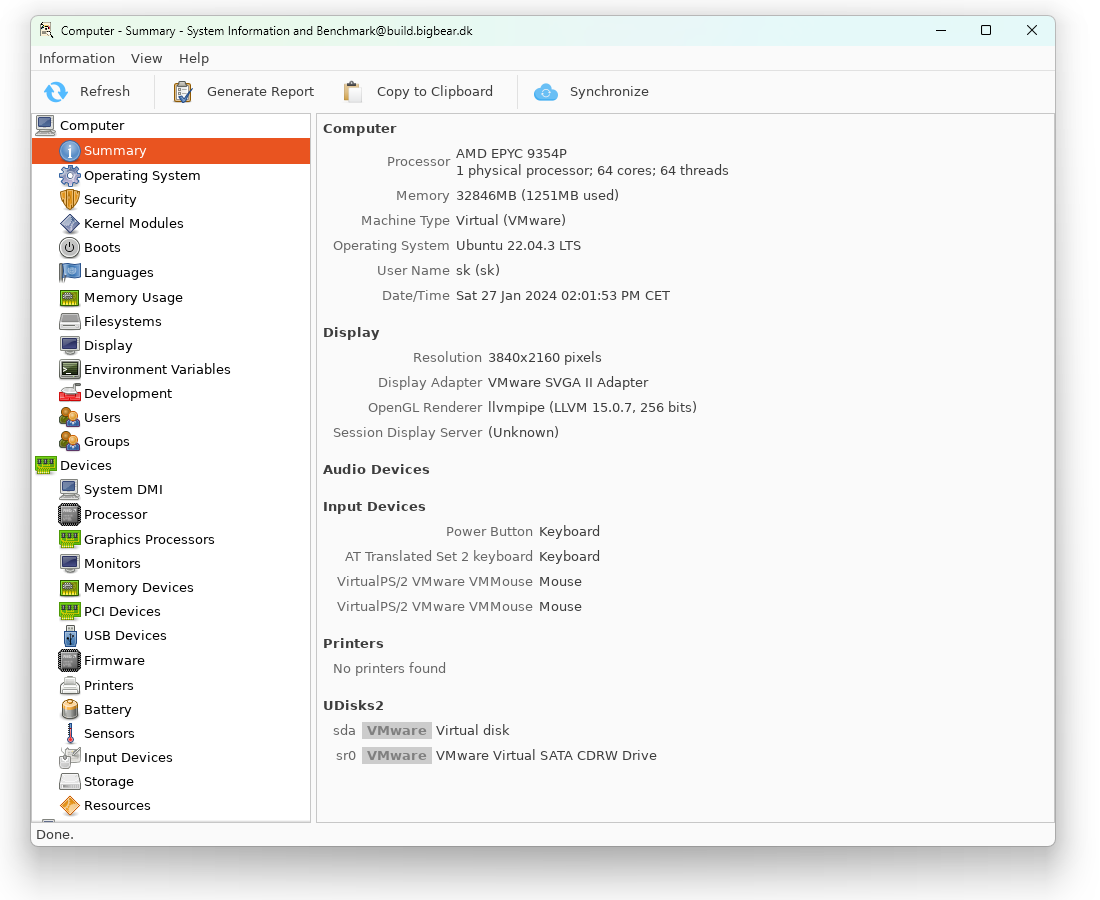 Computer - Summary - System Information and Benchmark@build.bigbear.dk
Information View Help
Refresh Generate Report Copy to Clipboard Synchronize
Computer
Summary
Operating System
Security
Kernel Modules
Boots
Languages
Memory Usage
Filesystems
Display
Environment Variables
Development
Users
Groups
Devices
System DMI
Processor
Graphics Processors
Monitors
Memory Devices
PCI Devices
USB Devices
Firmware
Printers
Battery
Sensors
Input Devices
Storage
Resources
Computer
Processor AMD EPYC 9354P
1 physical processor; 64 cores; 64 threads
Memory 32846MB (1251MB used)
Machine Type Virtual (VMware)
Operating System Ubuntu 22.04.3 LTS
User Name sk (sk)
Date/Time Sat 27 Jan 2024 02:01:53 PM CET
Display
Resolution 3840x2160 pixels
Display Adapter VMware SVGA II Adapter
OpenGL Renderer llvmpipe (LLVM 15.0.7, 256 bits)
Session Display Server (Unknown)
Audio Devices
Input Devices
Power Button Keyboard
AT Translated Set 2 keyboard Keyboard
VirtualPS/2 VMware VMMouse Mouse
VirtualPS/2 VMware VMMouse Mouse
Printers
No printers found
UDisks2
sda VMware Virtual disk
sr0 VMware VMware Virtual SATA CDRW Drive
Done.